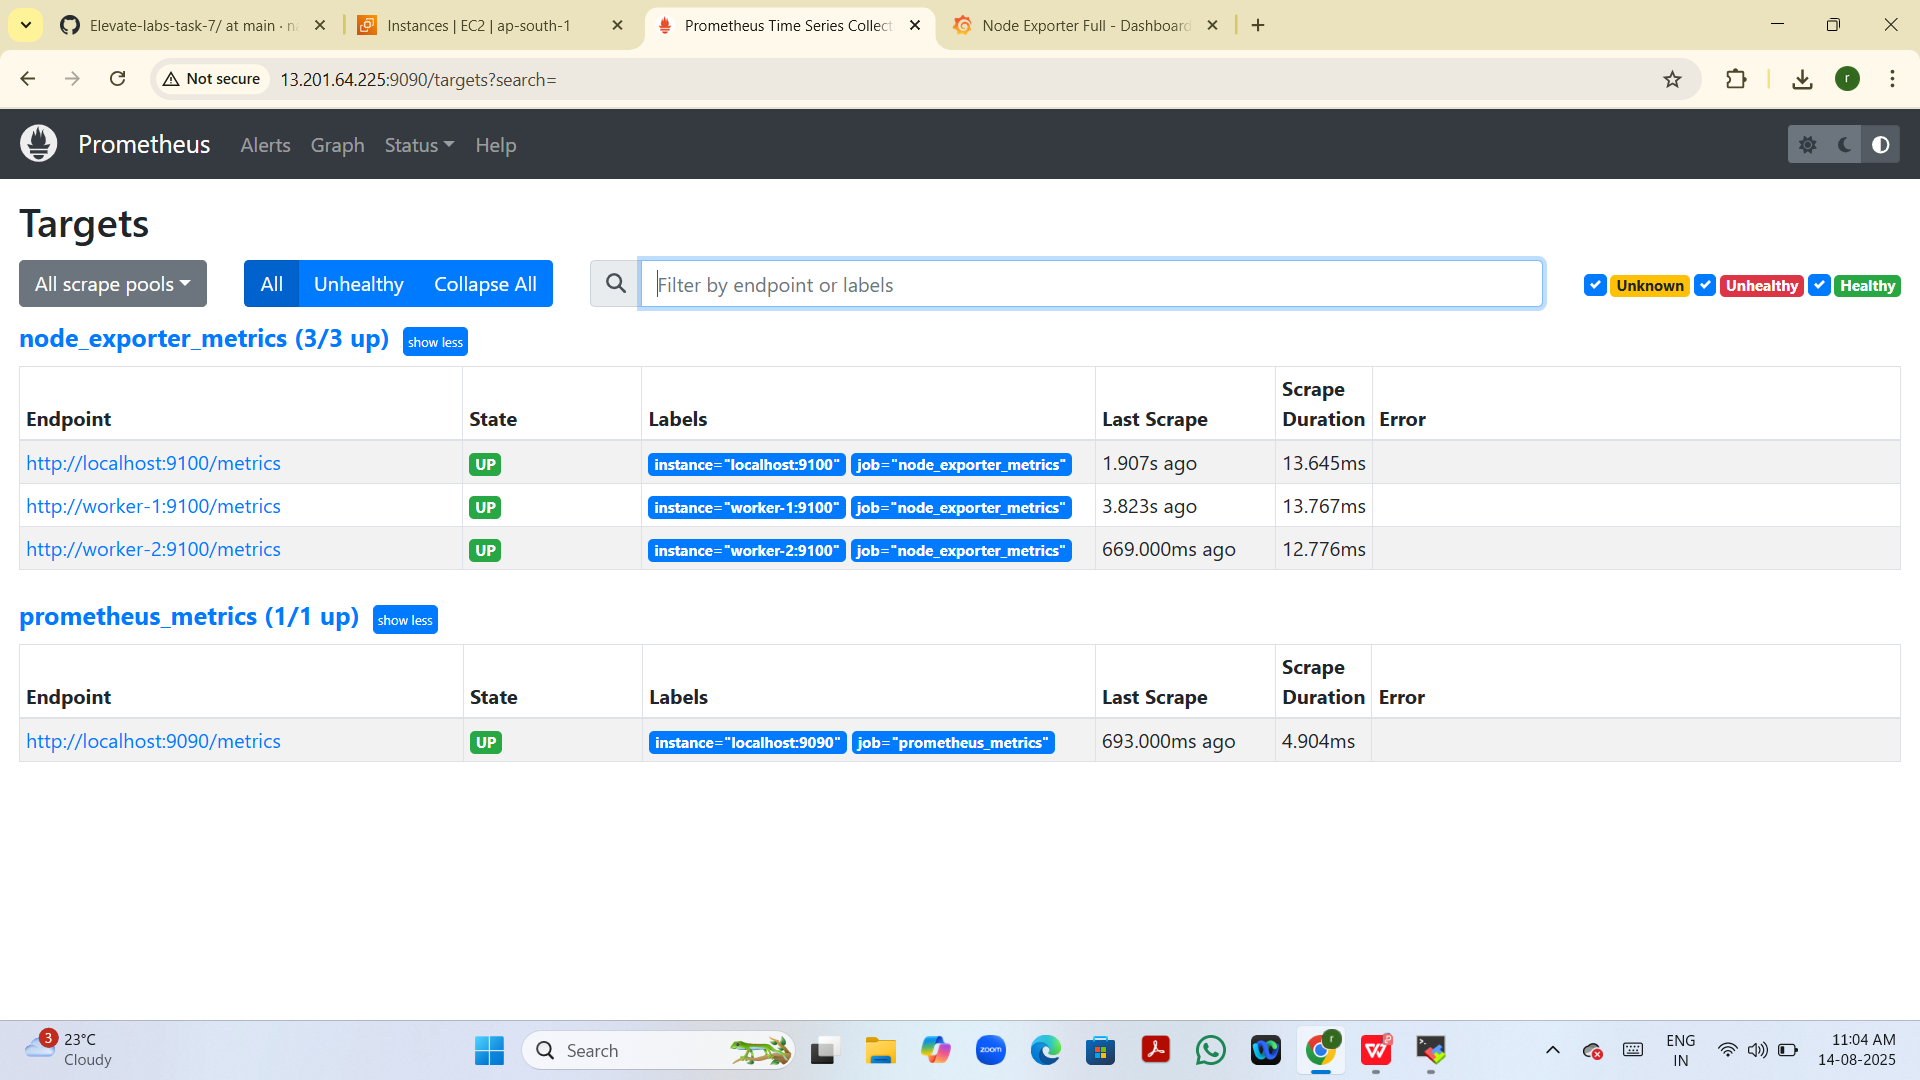 Elevate-labs-task-7/ at main · na
Instances | EC2 | ap-south-1
Prometheus Time Series Collect
Node Exporter Full - Dashboard
Not secure
13.201.64.225:9090/targets?search=
r
Prometheus
Alerts
Graph
Status
Help
Targets
All scrape pools
All
Unhealthy
Collapse All
Filter by endpoint or labels
Unknown
Unhealthy
Healthy
node_exporter_metrics (3/3 up)
show less
Endpoint
State
Labels
Last Scrape
Scrape
Duration
Error
http://localhost:9100/metrics
UP
instance="localhost:9100"
job="node_exporter_metrics"
1.907s ago
13.645ms
http://worker-1:9100/metrics
UP
instance="worker-1:9100"
job="node_exporter_metrics"
3.823s ago
13.767ms
http://worker-2:9100/metrics
UP
instance="worker-2:9100"
job="node_exporter_metrics"
669.000ms ago
12.776ms
prometheus_metrics (1/1 up)
show less
Endpoint
State
Labels
Last Scrape
Scrape
Duration
Error
http://localhost:9090/metrics
UP
instance="localhost:9090"
job="prometheus_metrics"
693.000ms ago
4.904ms
3
23°C
Cloudy
Search
zoom
r
ENG
IN
11:04 AM
14-08-2025